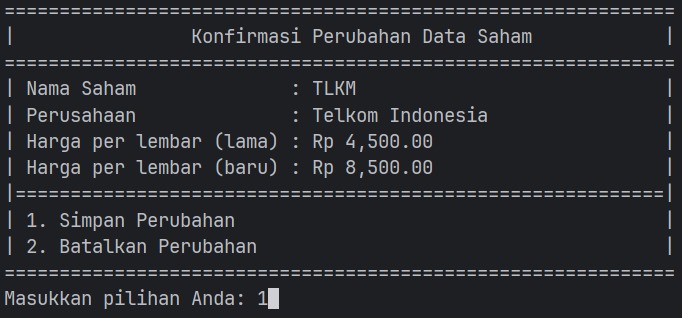 =============================================================
|                Konfirmasi Perubahan Data Saham            |
=============================================================
| Nama Saham              : TLKM                            |
| Perusahaan              : Telkom Indonesia                |
| Harga per lembar (lama) : Rp 4,500.00                     |
| Harga per lembar (baru) : Rp 8,500.00                     |
|===========================================================|
| 1. Simpan Perubahan                                       |
| 2. Batalkan Perubahan                                     |
=============================================================
Masukkan pilihan Anda: 1